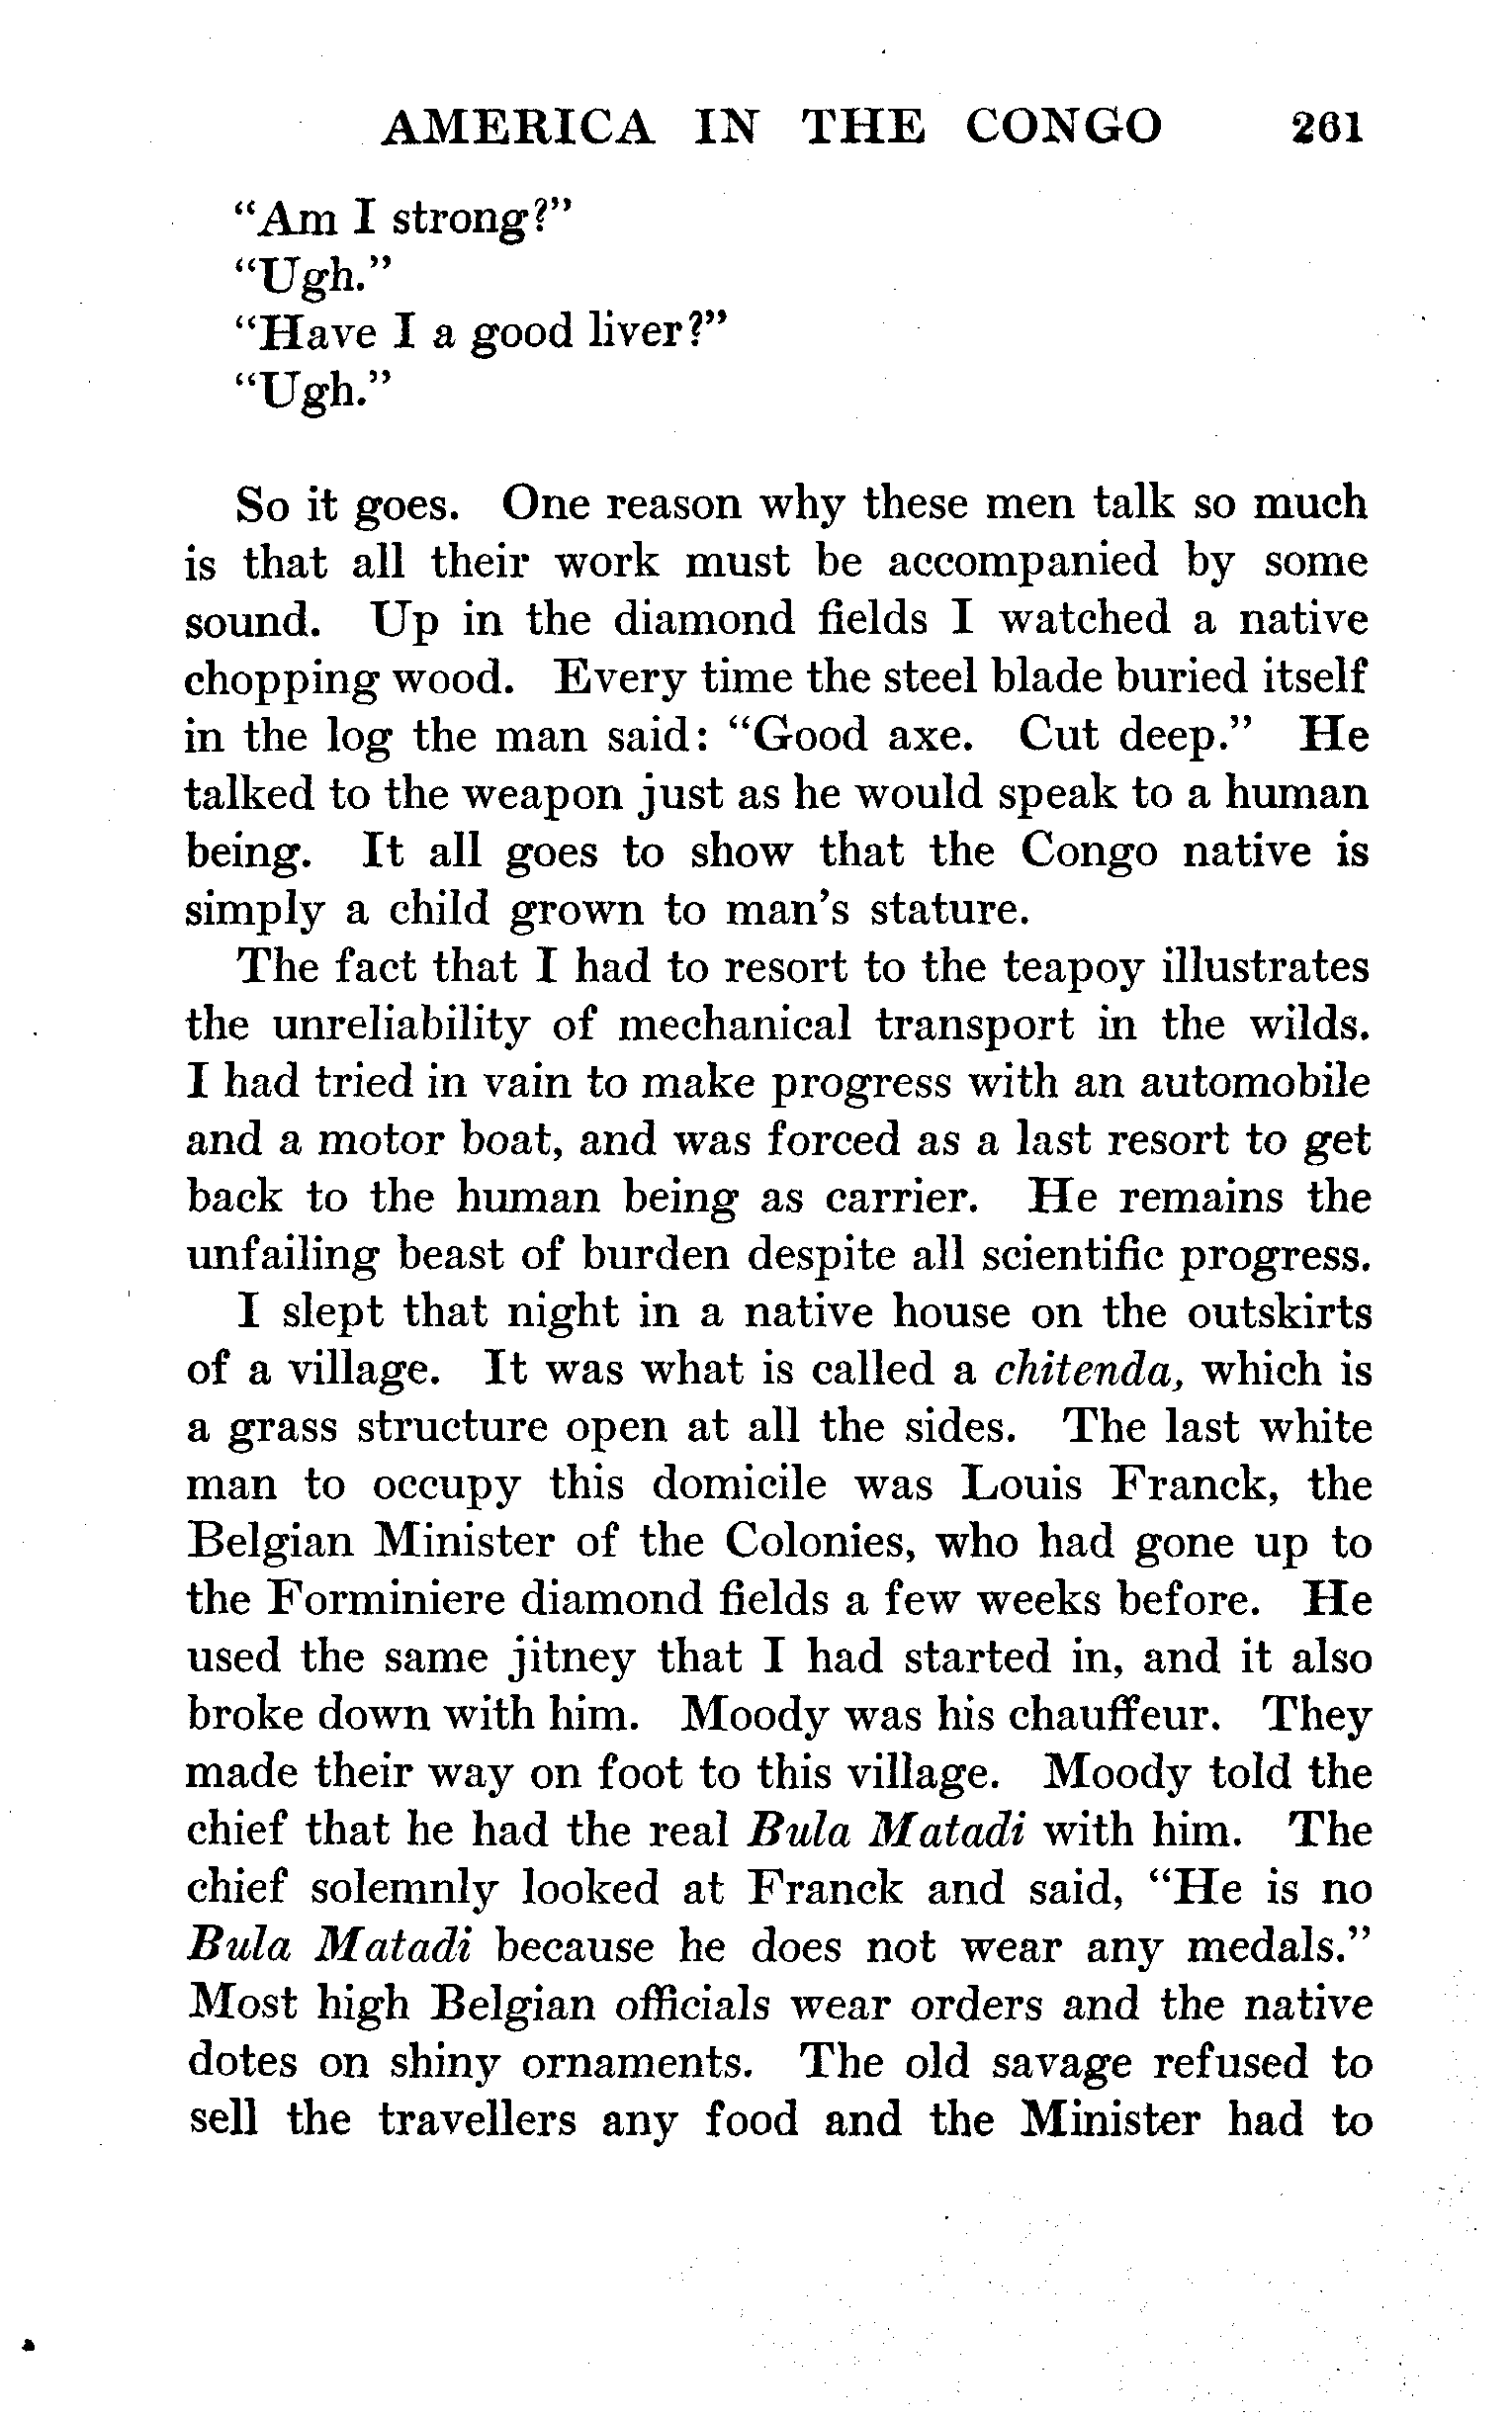 AMERICA IN THE CONGO 261
“Am I strong?”
“Ugh.”
“Have I a good liver?”
“Ugh.”
So it goes. One reason why these men talk so much
is that all their work must be accompanied by some
sound. Up in the diamond fields I watched a native
chopping wood. Every time the steel blade buried itself
in the log the man said: “Good axe. Cut deep.” He
talked to the weapon just as he would speak to a human
being. It all goes to show that the Congo native is
simply a child grown to man's stature.
The fact that I had to resort to the teapoy illustrates
the unreliability of mechanical transport in the wilds.
I had tried in vain to make progress with an automobile
and a motor boat, and was forced as a last resort to get
back to the human being as carrier. He remains the
unfailing beast of burden despite all scientific progress.
I slept that night in a native house on the outskirts
of a village. It was what is called a chitenda, which is
a grass structure open at all the sides. The last white
man to occupy this domicile was Louis Franck, the
Belgian Minister of the Colonies, who had gone up to
the Forminiere diamond fields a few weeks before. He
used the same jitney that I had started in, and it also
broke down with him. Moody was his chauffeur. They
made their way on foot to this village. Moody told the
chief that he had the real Bula Matadi with him. The
chief solemnly looked at Franck and said, “He is no
Bula Matadi because he does not wear any medals.”
Most high Belgian officials wear orders and the native
dotes on shiny ornaments. The old savage refused to
sell the travellers any food and the Minister had to